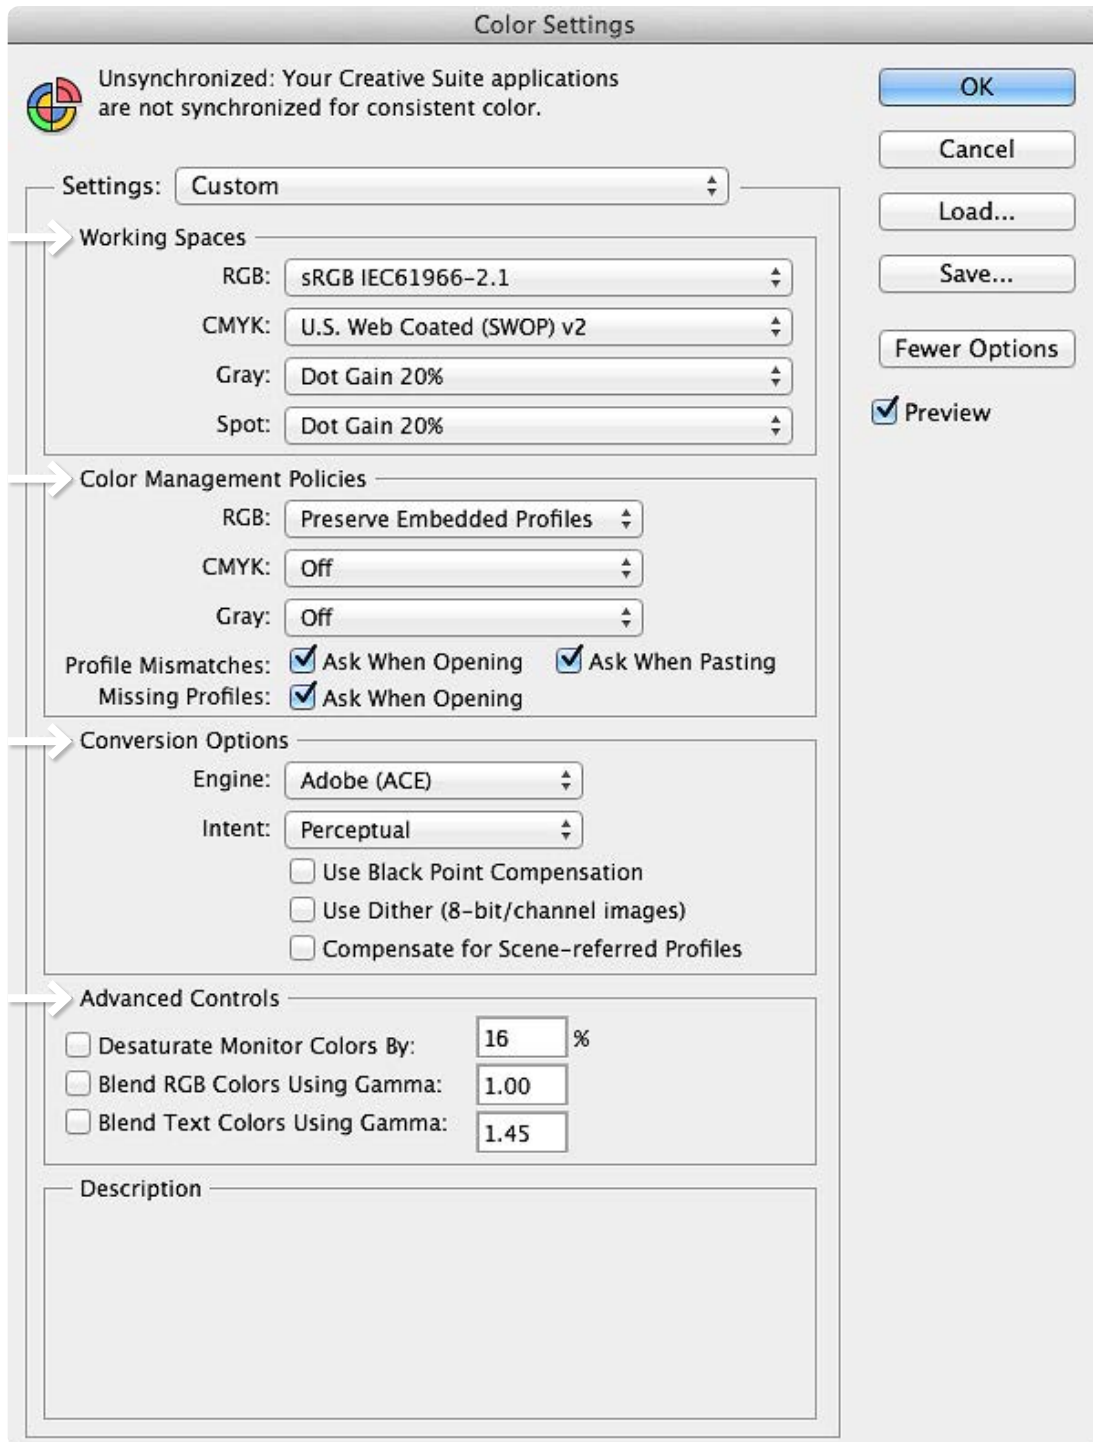 Color Settings
Unsynchronized: Your Creative Suite applications
are not synchronized for consistent color.
OK
Cancel
Load...
Save...
Fewer Options
Preview
Settings: Custom
Working Spaces
RGB: sRGB IEC61966-2.1
CMYK: U.S. Web Coated (SWOP) v2
Gray: Dot Gain 20%
Spot: Dot Gain 20%
Color Management Policies
RGB: Preserve Embedded Profiles
CMYK: Off
Gray: Off
Profile Mismatches: Ask When Opening Ask When Pasting
Missing Profiles: Ask When Opening
Conversion Options
Engine: Adobe (ACE)
Intent: Perceptual
Use Black Point Compensation
Use Dither (8-bit/channel images)
Compensate for Scene-referred Profiles
Advanced Controls
Desaturate Monitor Colors By: 16 %
Blend RGB Colors Using Gamma: 1.00
Blend Text Colors Using Gamma: 1.45
Description